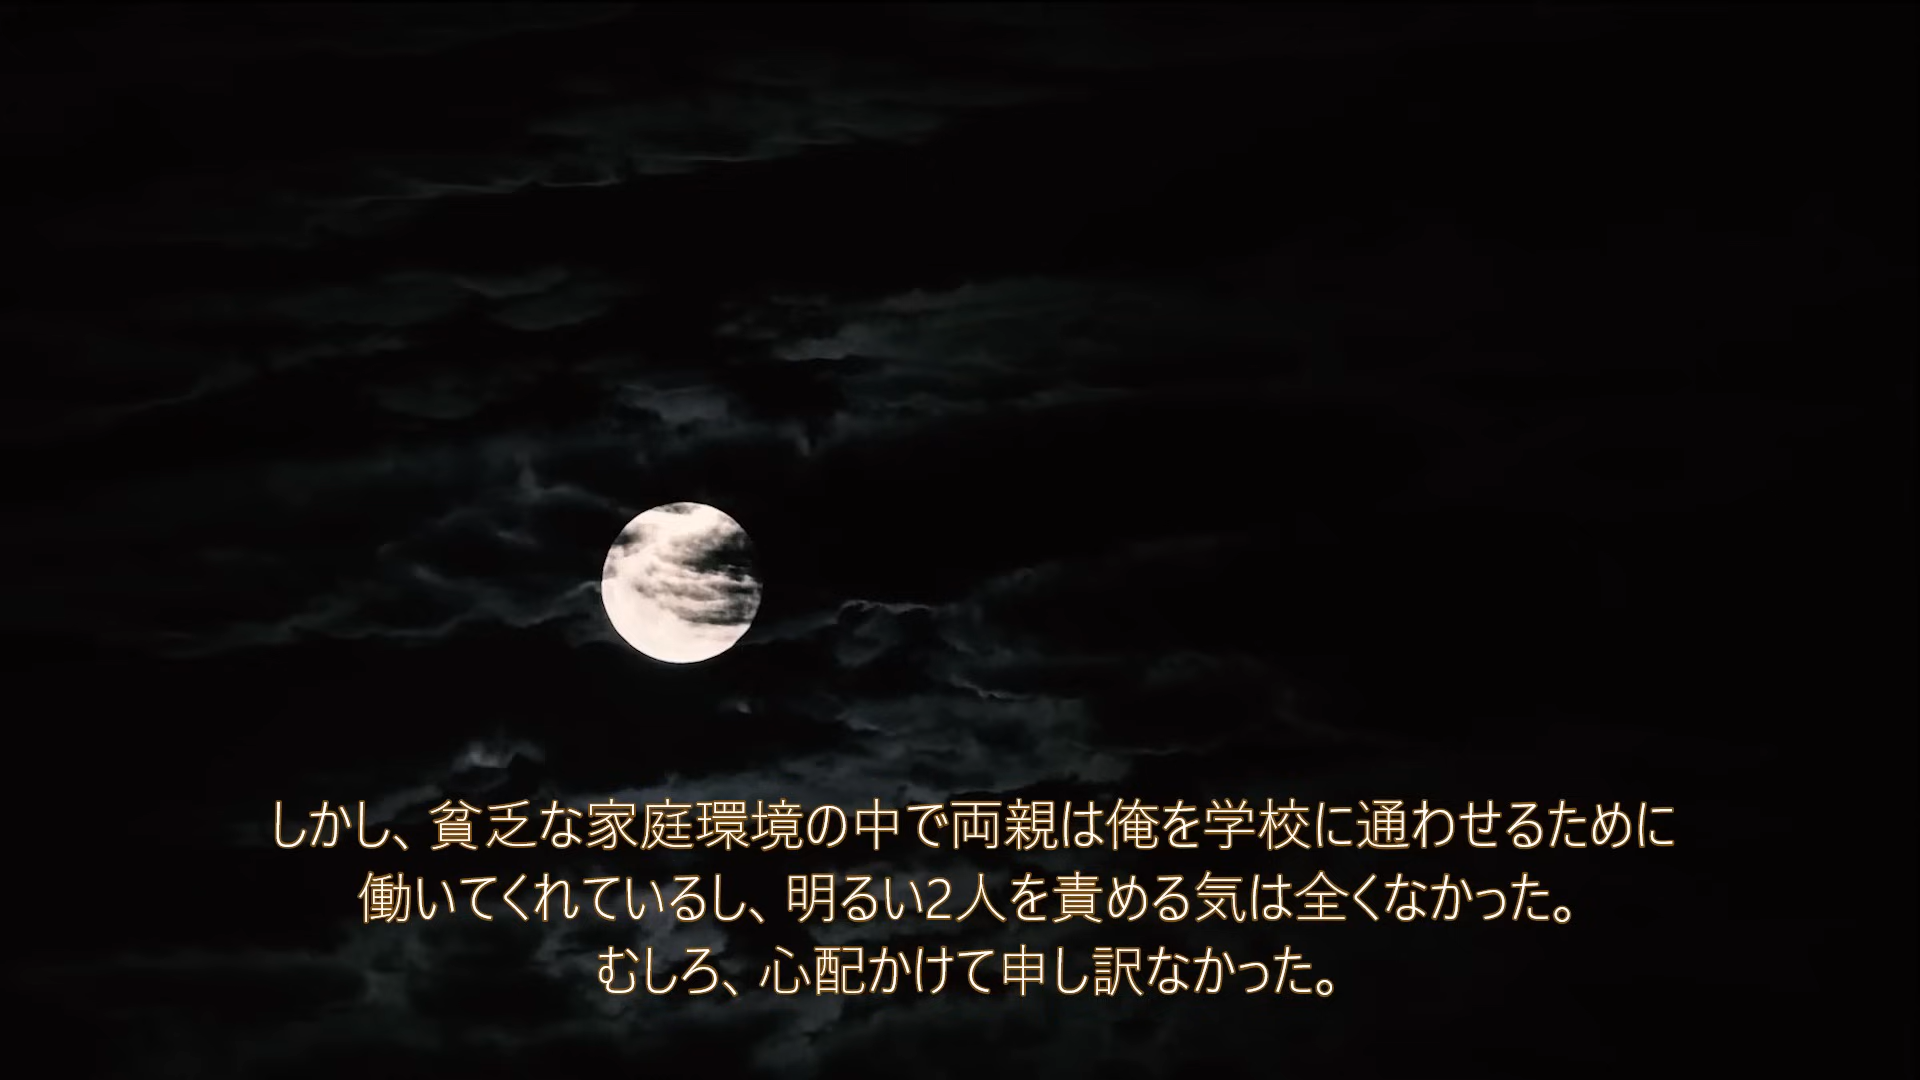 しかし、貧乏な家庭環境の中で両親は俺を学校に通わせるために
働いてくれているし、明るい2人を責める気は全くなかった。
むしろ、心配かけて申し訳なかった。